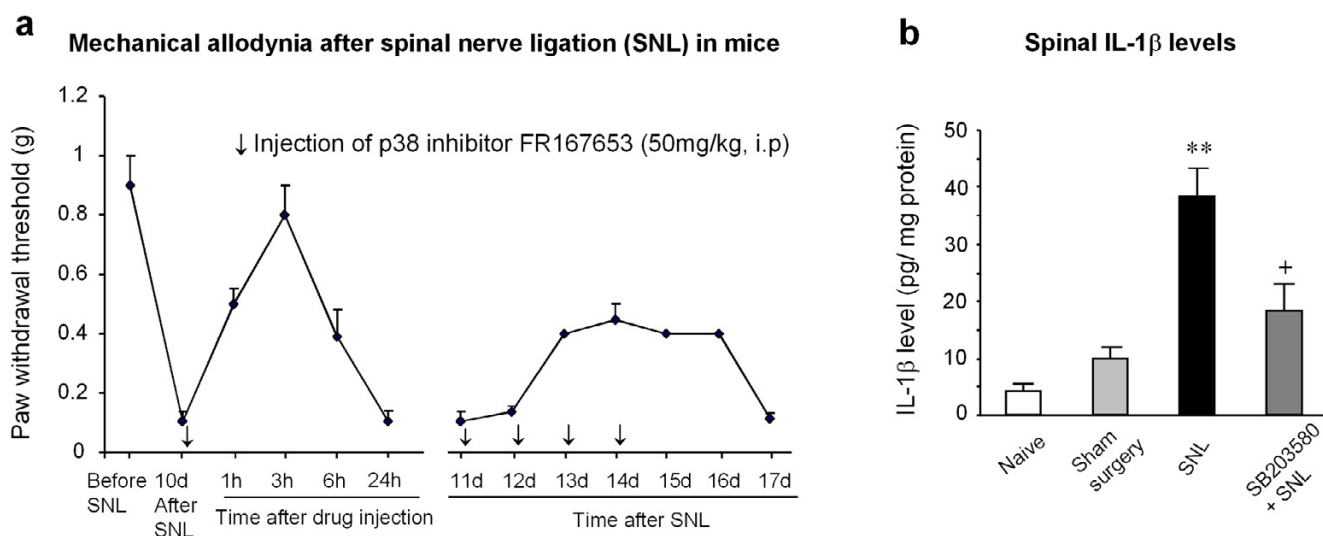 a
Mechanical allodynia after spinal nerve ligation (SNL) in mice
Paw withdrawal threshold (g)
1.2
1
0.8
0.6
0.4
0.2
0
↓ Injection of p38 inhibitor FR167653 (50mg/kg, i.p)
Before
SNL
10d
After
SNL
1h 3h 6h 24h
Time after drug injection
11d 12d 13d 14d 15d 16d 17d
Time after SNL
b
Spinal IL-1β levels
IL-1β level (pg/ mg protein)
50
40
30
20
10
0
**
+
Naive
Sham
surgery
SNL
SB203580
+ SNL